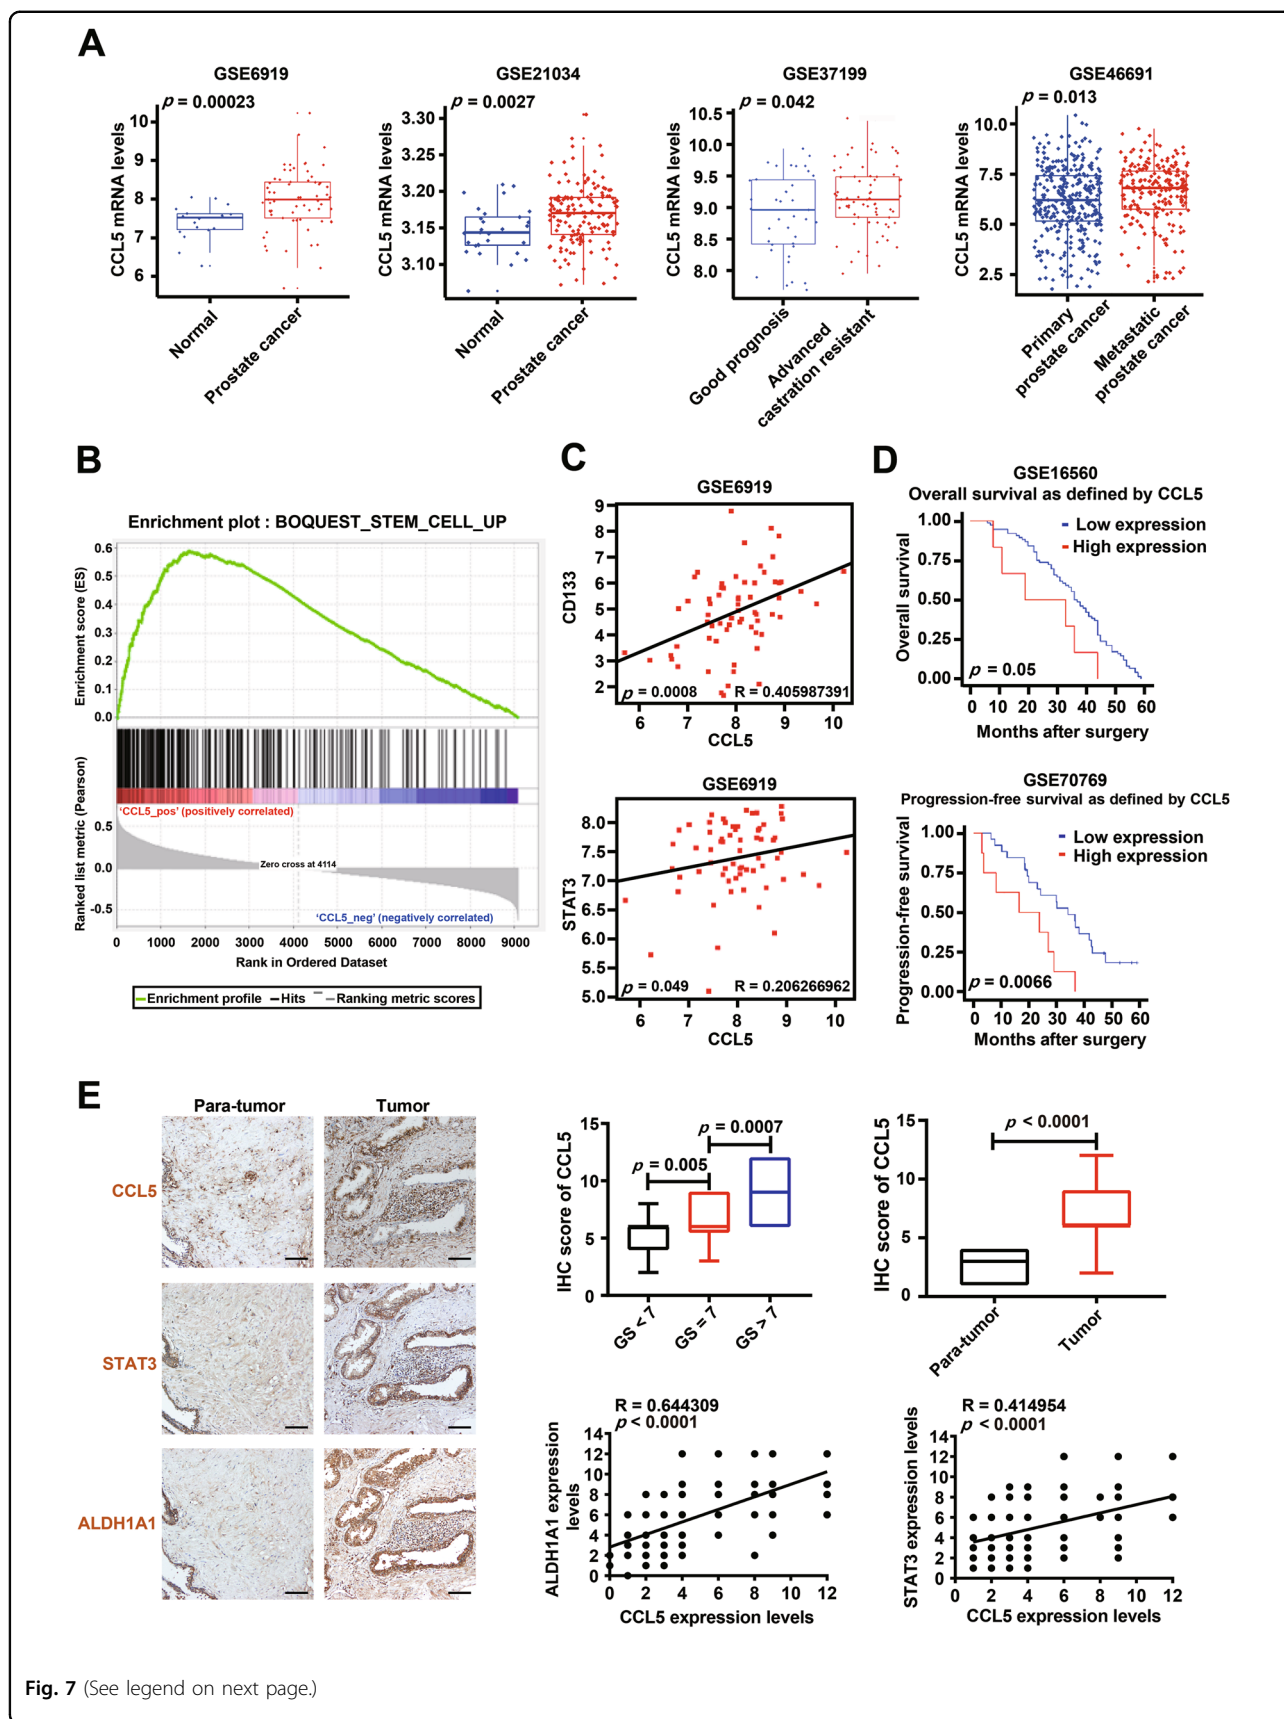 A
GSE6919
p = 0.00023
CCL5 mRNA levels
10
9
8
7
6
Normal
Prostate cancer
GSE21034
p = 0.0027
CCL5 mRNA levels
3.30
3.25
3.20
3.15
3.10
Normal
Prostate cancer
GSE37199
p = 0.042
CCL5 mRNA levels
10.5
10.0
9.5
9.0
8.5
8.0
Good prognosis
Advanced
castration resistant
GSE46691
p = 0.013
CCL5 mRNA levels
10.0
7.5
5.0
2.5
Primary
prostate cancer
Metastatic
prostate cancer
B
Enrichment plot : BOQUEST_STEM_CELL_UP
Enrichment score (ES)
0.6
0.5
0.4
0.3
0.2
0.1
0.0
'CCL5_pos' (positively correlated)
Ranked list metric (Pearson)
0.5
0.0
-0.5
Zero cross at 4114
'CCL5_neg' (negatively correlated)
0 1000 2000 3000 4000 5000 6000 7000 8000 9000
Rank in Ordered Dataset
Enrichment profile Hits Ranking metric scores
C
GSE6919
CD133
9
8
7
6
5
4
3
2
p = 0.0008 R = 0.405987391
6 7 8 9 10
CCL5
GSE6919
STAT3
8.0
7.5
7.0
6.5
6.0
5.5
5.0
p = 0.049 R = 0.206266962
6 7 8 9 10
CCL5
D
GSE16560
Overall survival as defined by CCL5
Overall survival
1.00
0.75
0.50
0.25
0.00
Low expression
High expression
p = 0.05
0 10 20 30 40 50 60
Months after surgery
GSE70769
Progression-free survival as defined by CCL5
Progression-free survival
1.00
0.75
0.50
0.25
0.00
Low expression
High expression
p = 0.0066
0 10 20 30 40 50 60
Months after surgery
E
Para-tumor Tumor
CCL5
STAT3
ALDH1A1
IHC score of CCL5
15
10
5
0
p = 0.005
p = 0.0007
GS < 7
GS = 7
GS > 7
IHC score of CCL5
15
10
5
0
p < 0.0001
Para-tumor
Tumor
R = 0.644309
p < 0.0001
ALDH1A1 expression
levels
14
12
10
8
6
4
2
0
0 2 4 6 8 10 12
CCL5 expression levels
R = 0.414954
p < 0.0001
STAT3 expression levels
14
12
10
8
6
4
2
0
0 2 4 6 8 10 12
CCL5 expression levels
Fig. 7 (See legend on next page.)